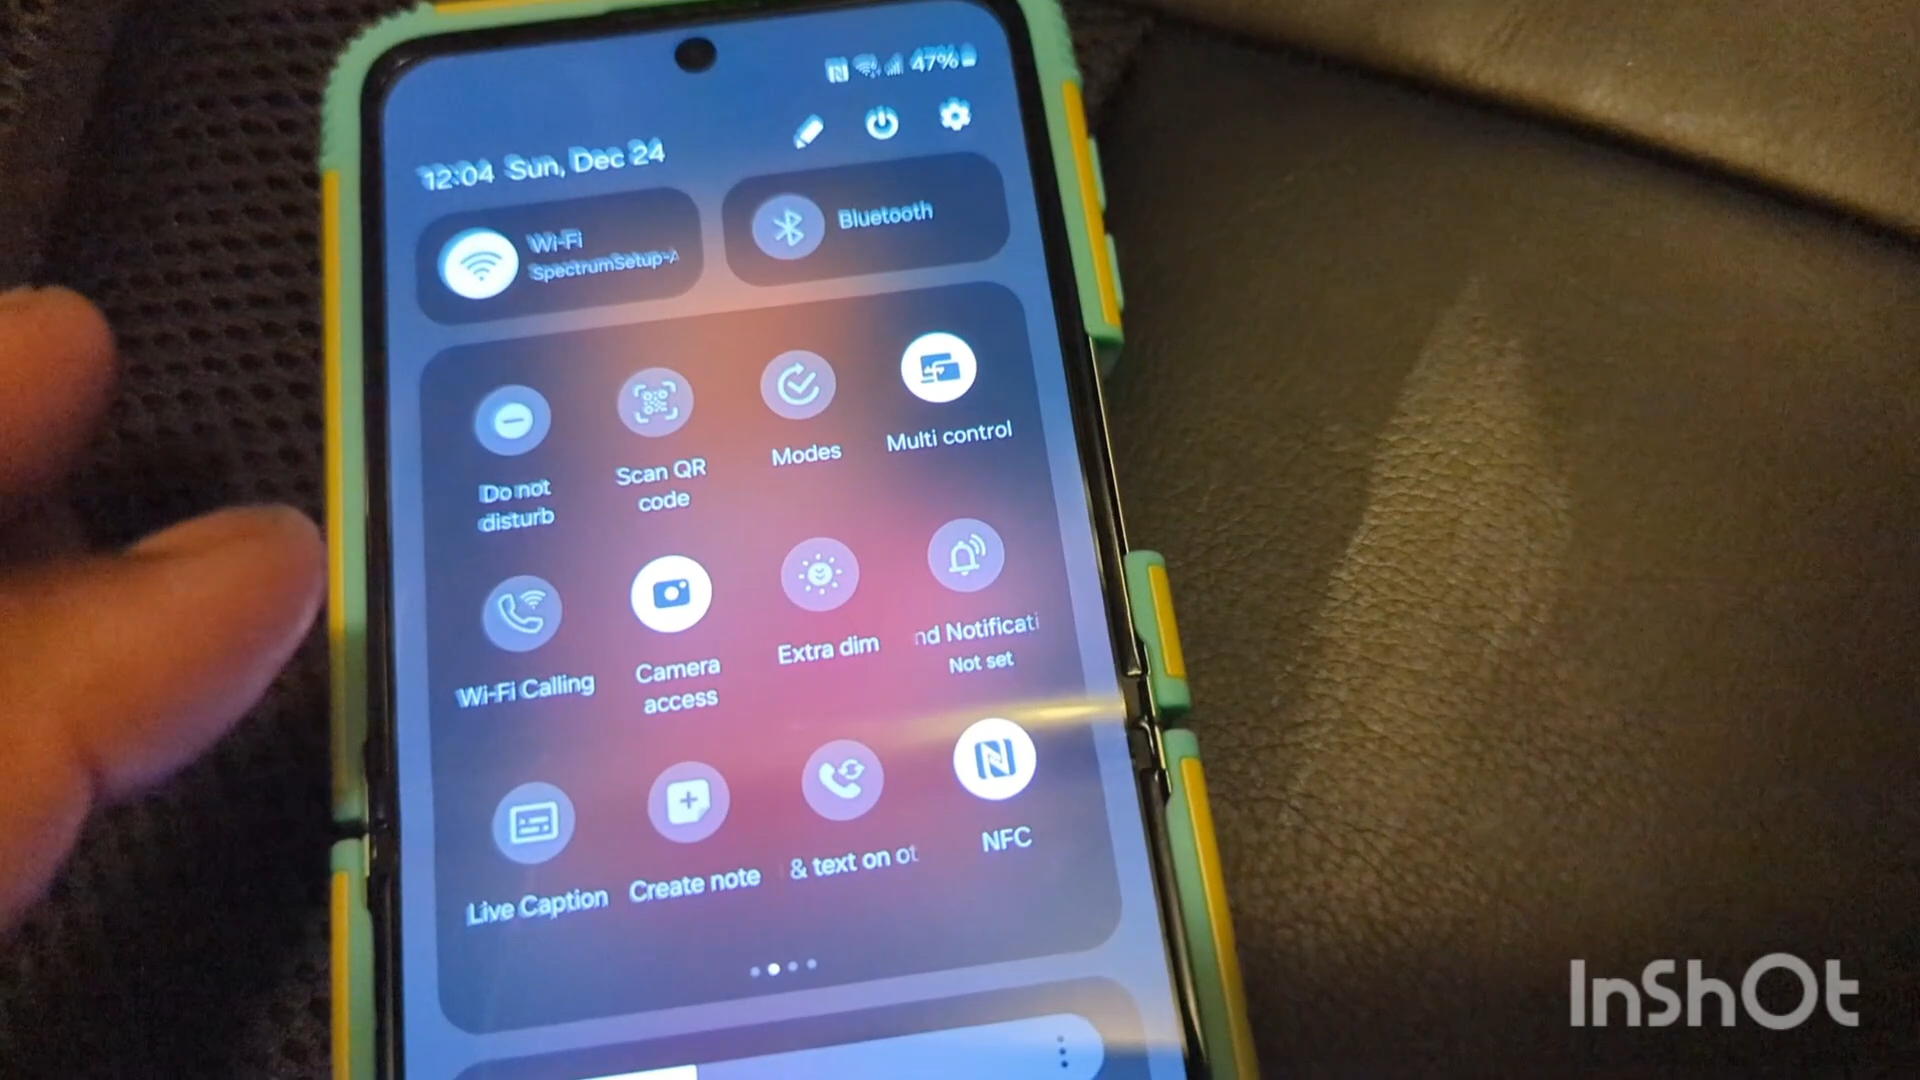 47%
12:04 Sun, Dec 24
Wi-Fi
SpectrumSetup-A
Bluetooth
Do not
disturb
Scan QR
code
Modes
Multi control
Wi-Fi Calling
Camera
access
Extra dim
nd Notificati
Not set
Live Caption
Create note
& text on ot
NFC
InShOt